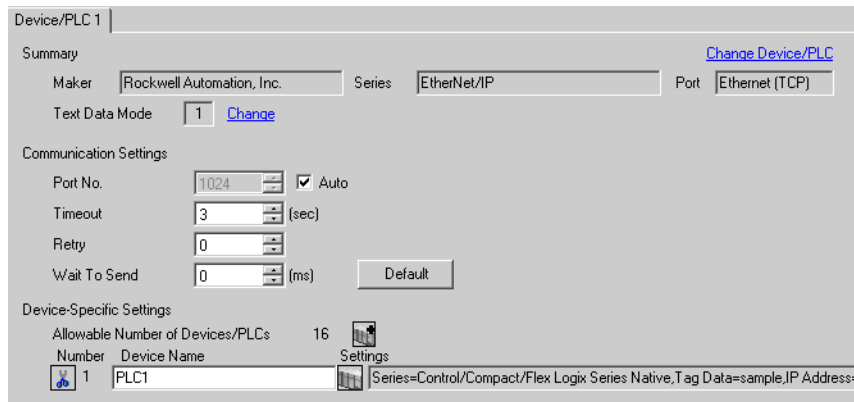 Device/PLC 1
Summary Change Device/PLC
Maker Rockwell Automation, Inc. Series EtherNet/IP Port Ethernet (TCP)
Text Data Mode 1 Change
Communication Settings
Port No. 1024 Auto
Timeout 3 (sec)
Retry 0
Wait To Send 0 (ms) Default
Device-Specific Settings
Allowable Number of Devices/PLCs 16
Number Device Name Settings
1 PLC1 Series=Control/Compact/Flex Logix Series Native,Tag Data=sample,IP Address=